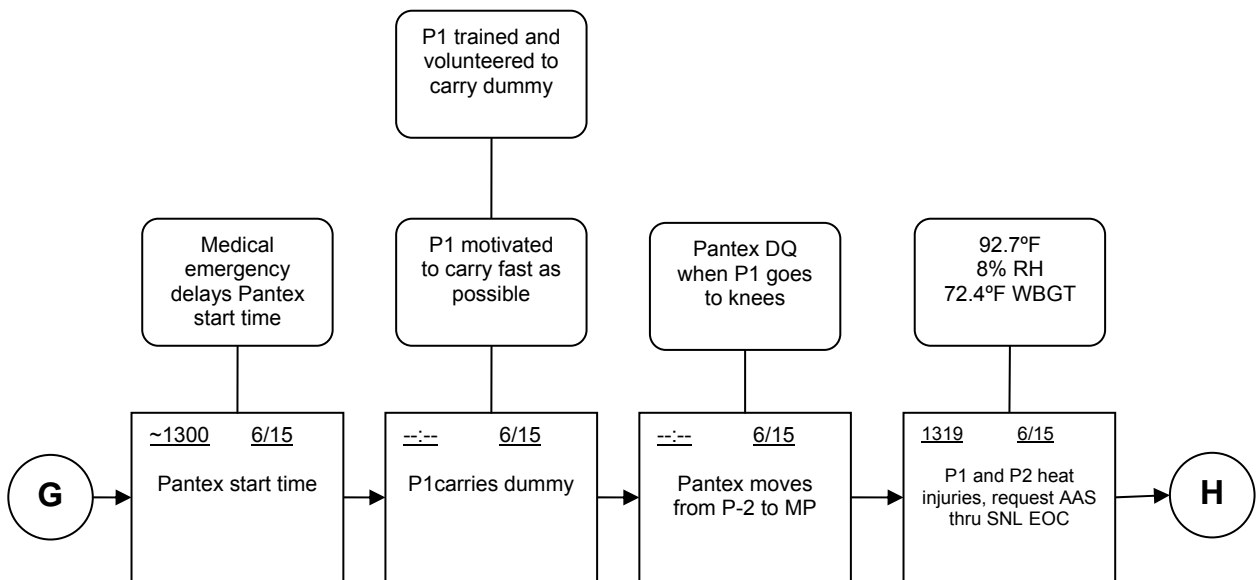 P1 trained and
volunteered to
carry dummy
Medical
emergency
delays Pantex
start time
P1 motivated
to carry fast as
possible
Pantex DQ
when P1 goes
to knees
92.7ºF
8% RH
72.4ºF WBGT
G
~1300 6/15
Pantex start time
--:-- 6/15
P1carries dummy
--:-- 6/15
Pantex moves
from P-2 to MP
1319 6/15
P1 and P2 heat
injuries, request AAS
thru SNL EOC
H